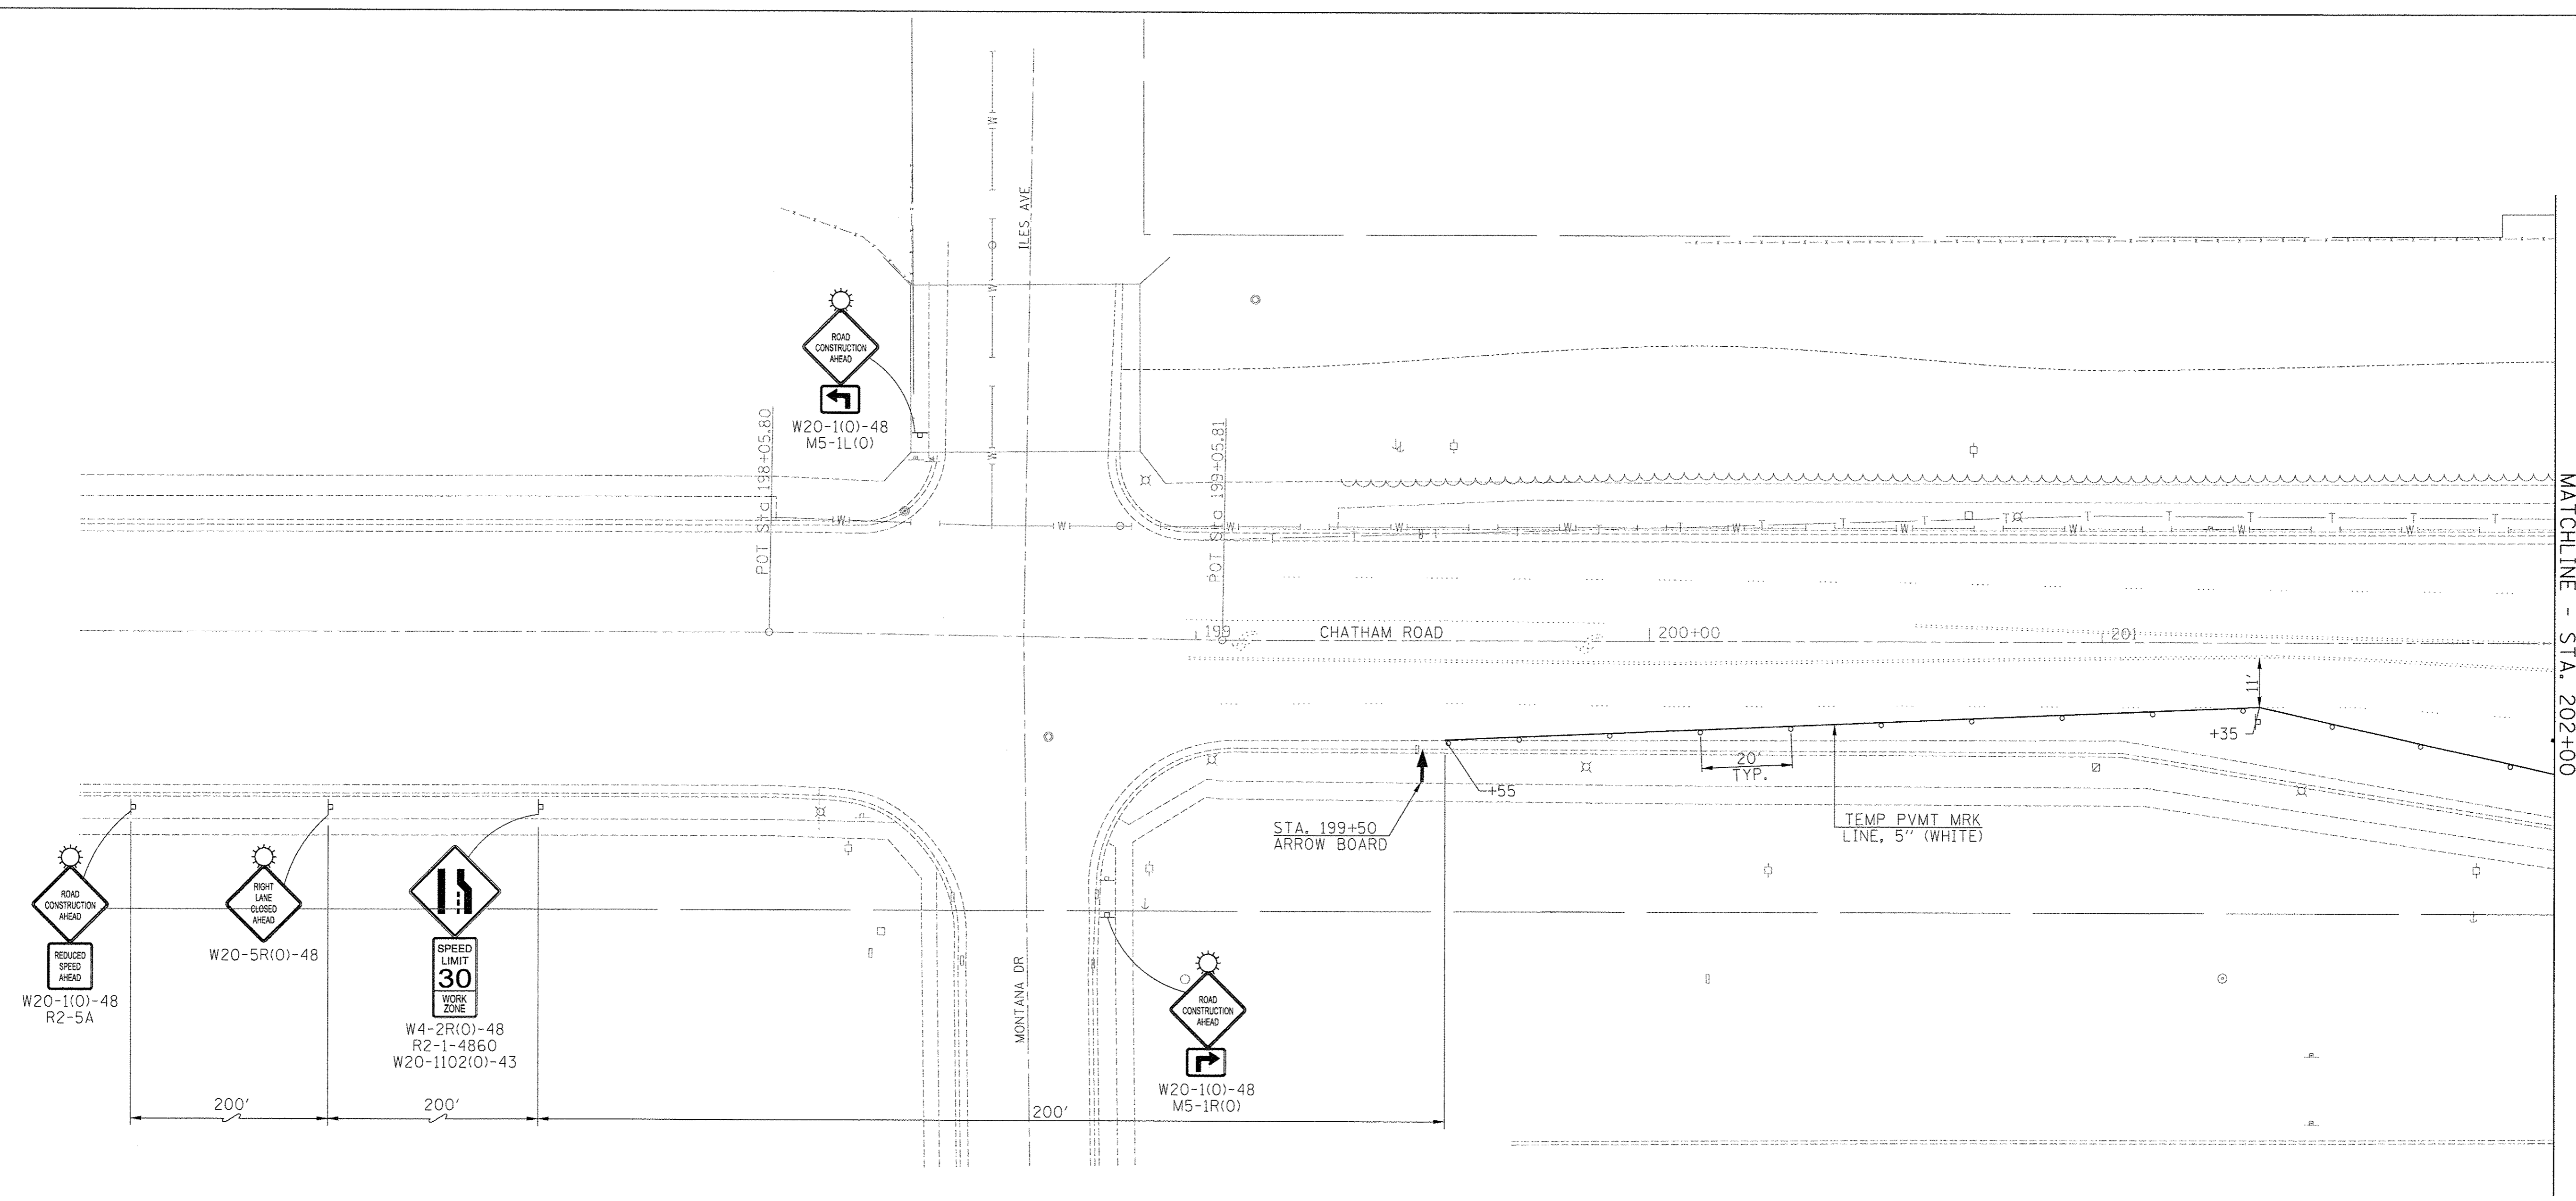 ILES AVE
ROAD
CONSTRUCTION
AHEAD
W20-1(O)-48
M5-1L(O)
POT Sta 198+05.80
POT Sta 199+05.81
W
W
W
W
W
W
W
W
W
W
W
W
W
T
T
T
T
T
T
T
T
T
T
T
T
199
CHATHAM ROAD
200+00
201
MATCHLINE - STA. 202+00
11'
+35
20'
TYP.
+55
STA. 199+50
ARROW BOARD
TEMP PVMT MRK
LINE, 5" (WHITE)
ROAD
CONSTRUCTION
AHEAD
REDUCED
SPEED
AHEAD
W20-1(O)-48
R2-5A
RIGHT
LANE
CLOSED
AHEAD
W20-5R(O)-48
SPEED
LIMIT
30
WORK
ZONE
W4-2R(O)-48
R2-1-4860
W20-1102(O)-43
MONTANA DR
ROAD
CONSTRUCTION
AHEAD
W20-1(O)-48
M5-1R(O)
200'
200'
200'